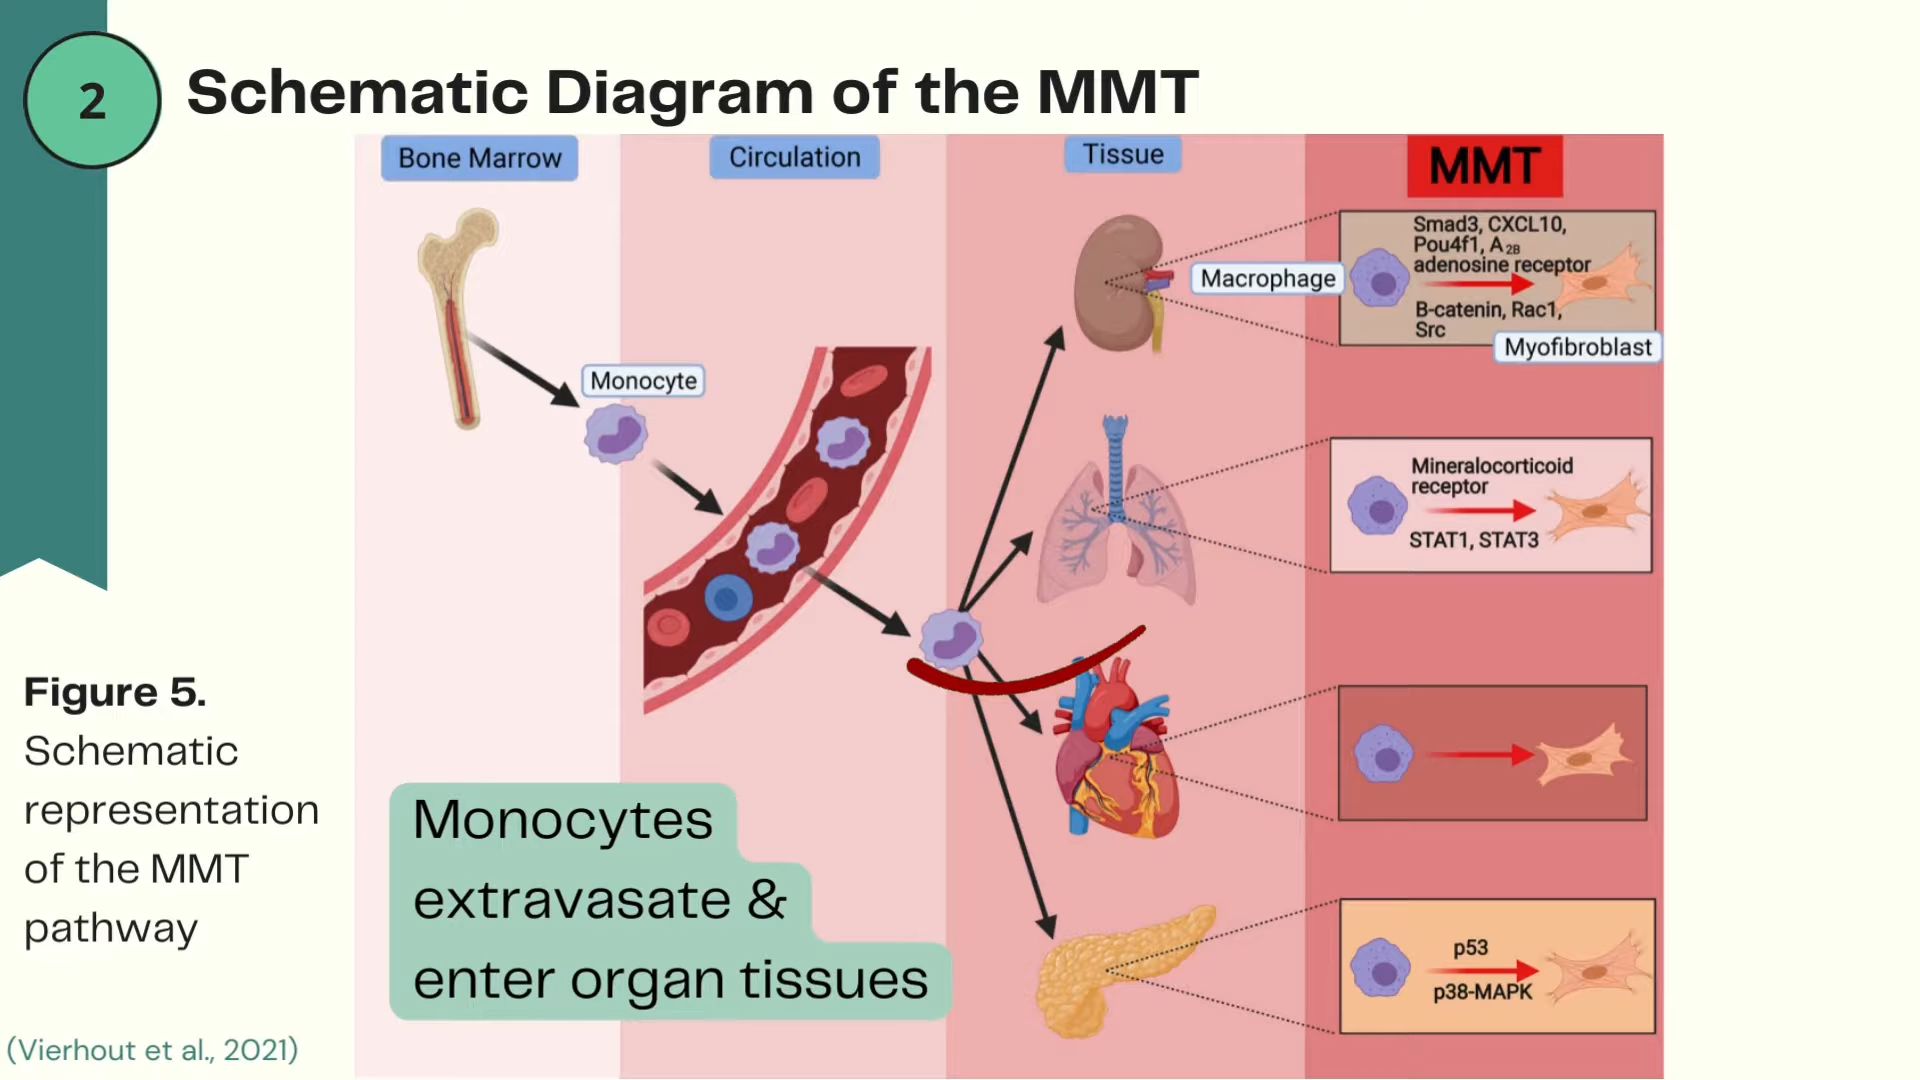 2
Schematic Diagram of the MMT
Bone Marrow
Circulation
Tissue
MMT
Monocyte
Macrophage
Smad3, CXCL10,
Pou4f1, A2B
adenosine receptor
B-catenin, Rac1,
Src
Myofibroblast
Mineralocorticoid
receptor
STAT1, STAT3
p53
p38-MAPK
Monocytes
extravasate &
enter organ tissues
Figure 5.
Schematic
representation
of the MMT
pathway
(Vierhout et al., 2021)